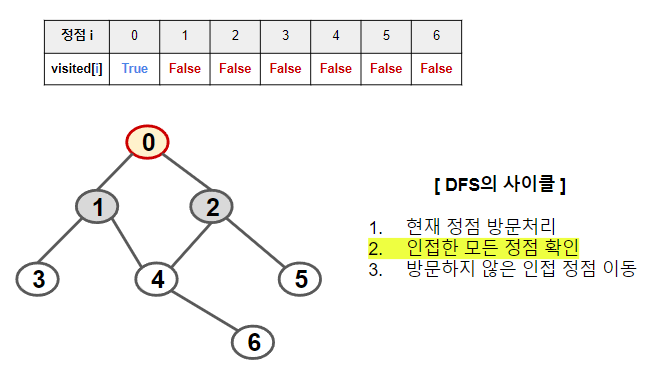 정점 i 0 1 2 3 4 5 6
visited[i] True False False False False False False
0
[ DFS의 사이클 ]
1 2
1. 현재 정점 방문처리
2. 인접한 모든 정점 확인
3. 방문하지 않은 인접 정점 이동
3 4 5
6